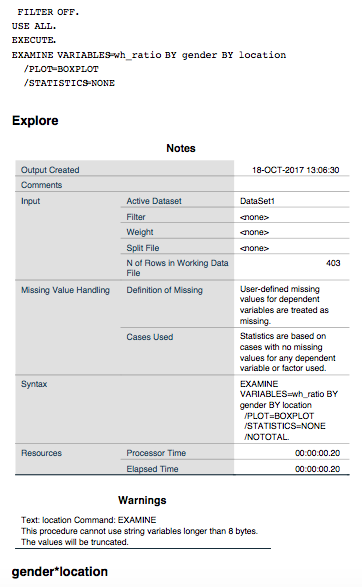 FILTER OFF.
USE ALL.
EXECUTE.
EXAMINE VARIABLES=wh_ratio BY gender BY location
/PLOT=BOXPLOT
/STATISTICS=NONE
Explore
Notes
Output Created 18-OCT-2017 13:06:30
Comments
Input Active Dataset DataSet1
Filter <none>
Weight <none>
Split File <none>
N of Rows in Working Data 403
File
Missing Value Handling Definition of Missing User-defined missing
values for dependent
variables are treated as
missing.
Cases Used Statistics are based on
cases with no missing
values for any dependent
variable or factor used.
Syntax EXAMINE
VARIABLES=wh_ratio BY
gender BY location
/PLOT=BOXPLOT
/STATISTICS=NONE
/NOTOTAL.
Resources Processor Time 00:00:00.20
Elapsed Time 00:00:00.20
Warnings
Text: location Command: EXAMINE
This procedure cannot use string variables longer than 8 bytes.
The values will be truncated.
gender*location